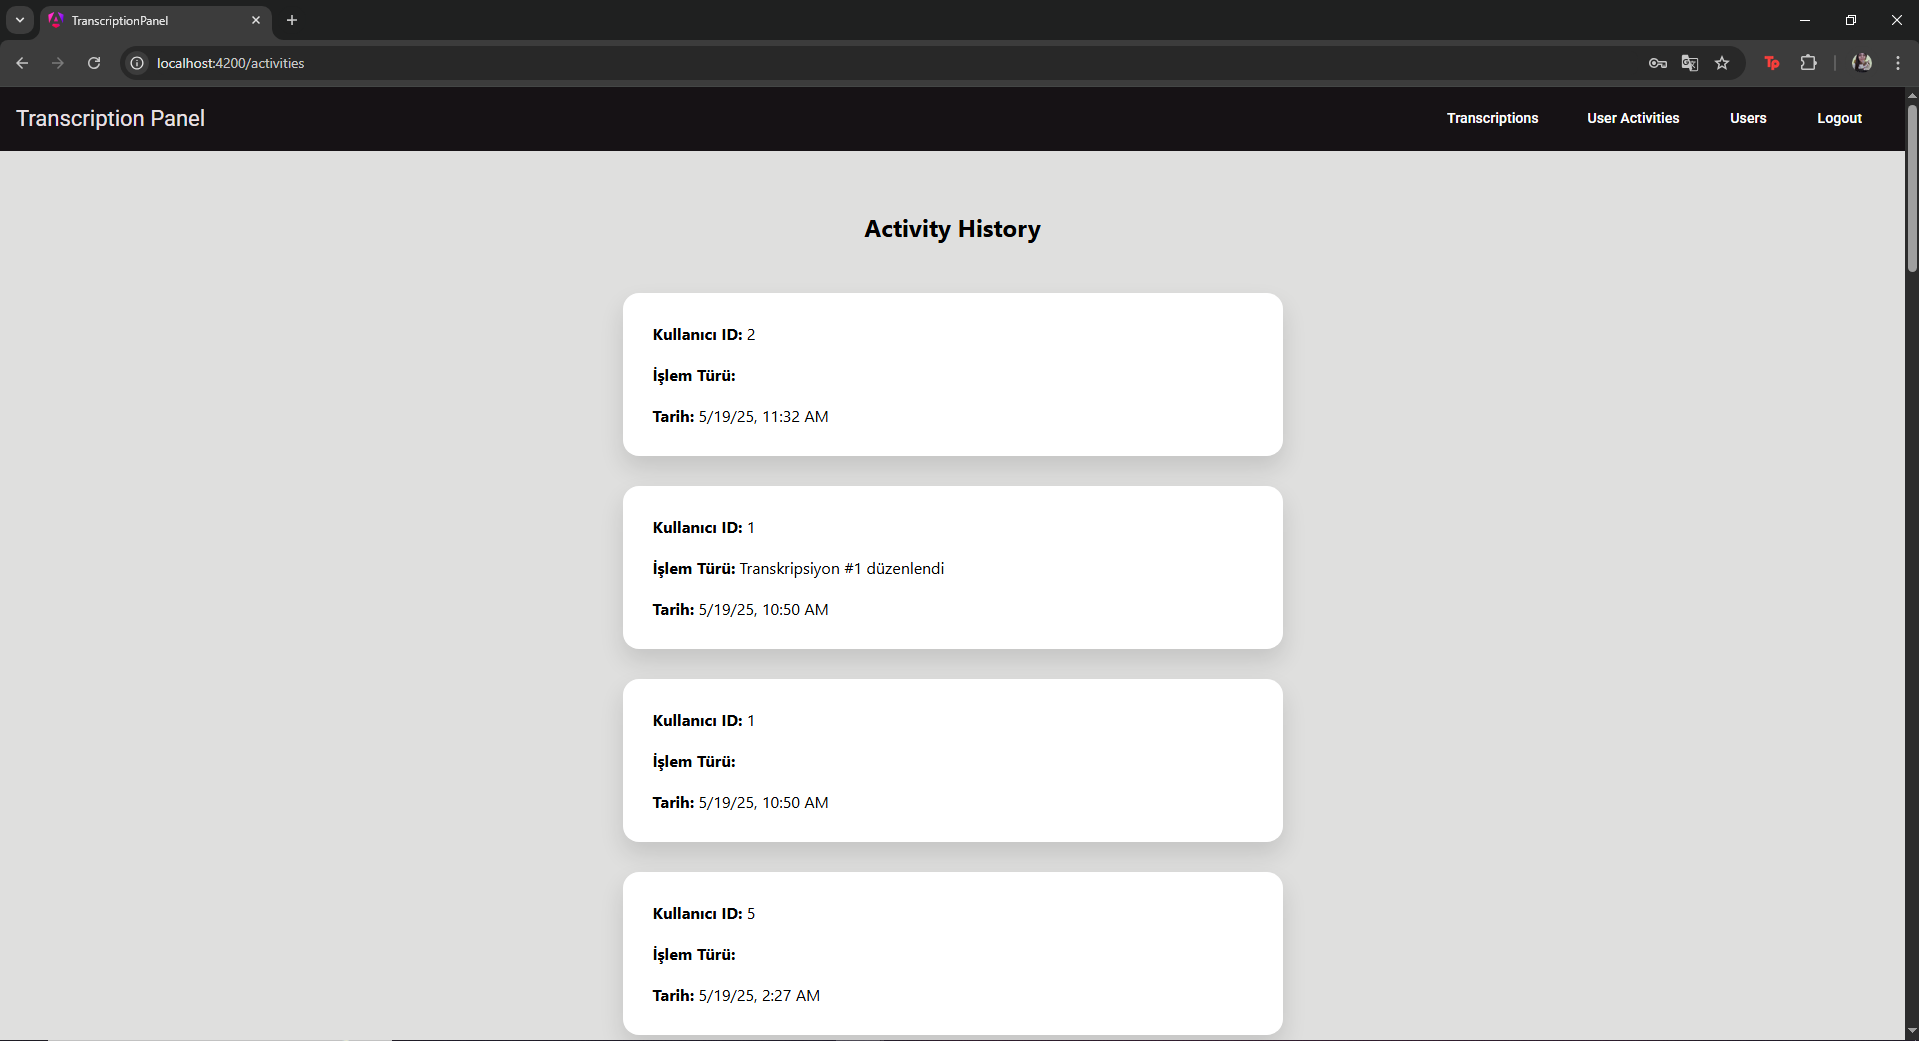 TranscriptionPanel
localhost:4200/activities
Tp
Transcription Panel
Transcriptions
User Activities
Users
Logout
Activity History
Kullanıcı ID: 2
İşlem Türü:
Tarih: 5/19/25, 11:32 AM
Kullanıcı ID: 1
İşlem Türü: Transkripsiyon #1 düzenlendi
Tarih: 5/19/25, 10:50 AM
Kullanıcı ID: 1
İşlem Türü:
Tarih: 5/19/25, 10:50 AM
Kullanıcı ID: 5
İşlem Türü:
Tarih: 5/19/25, 2:27 AM